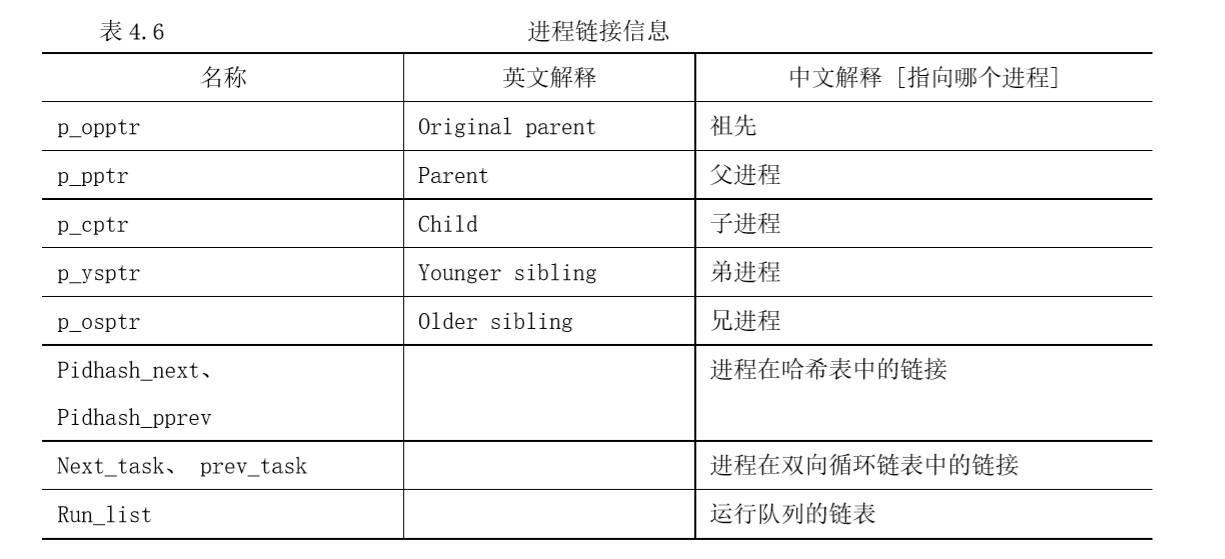 表 4.6 进程链接信息
名称 英文解释 中文解释 [指向哪个进程]
p_opptr Original parent 祖先
p_pptr Parent 父进程
p_cptr Child 子进程
p_ysptr Younger sibling 弟进程
p_osptr Older sibling 兄进程
Pidhash_next、 进程在哈希表中的链接
Pidhash_pprev
Next_task、 prev_task 进程在双向循环链表中的链接
Run_list 运行队列的链表